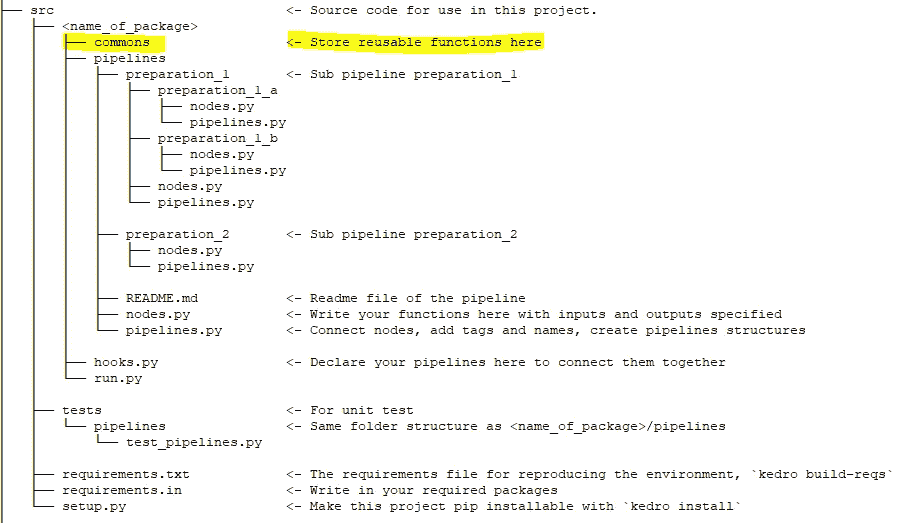 ├── src                             <- Source code for use in this project.
    ├── <name_of_package>
    │   ├── commons                 <- Store reusable functions here
    │   ├── pipelines
    │   │   ├── preparation_1       <- Sub pipeline preparation_1
    │   │   │   ├── preparation_1_a
    │   │   │   │   ├── nodes.py
    │   │   │   │   └── pipelines.py
    │   │   │   ├── preparation_1_b
    │   │   │   │   ├── nodes.py
    │   │   │   │   └── pipelines.py
    │   │   │   ├── nodes.py
    │   │   │   └── pipelines.py
    │   │   ├── preparation_2       <- Sub pipeline preparation_2
    │   │   │   ├── nodes.py
    │   │   │   └── pipelines.py
    │   │   ├── README.md           <- Readme file of the pipeline
    │   │   ├── nodes.py            <- Write your functions here with inputs and outputs specified
    │   │   └── pipelines.py        <- Connect nodes, add tags and names, create pipelines structures
    │   ├── hooks.py                <- Declare your pipelines here to connect them together
    │   └── run.py
    ├── tests                       <- For unit test
    │   └── pipelines               <- Same folder structure as <name_of_package>/pipelines
    │       └── test_pipelines.py
    ├── requirements.txt            <- The requirements file for reproducing the environment, `kedro build-reqs`
    ├── requirements.in             <- Write in your required packages
    └── setup.py                    <- Make this project pip installable with `kedro install`